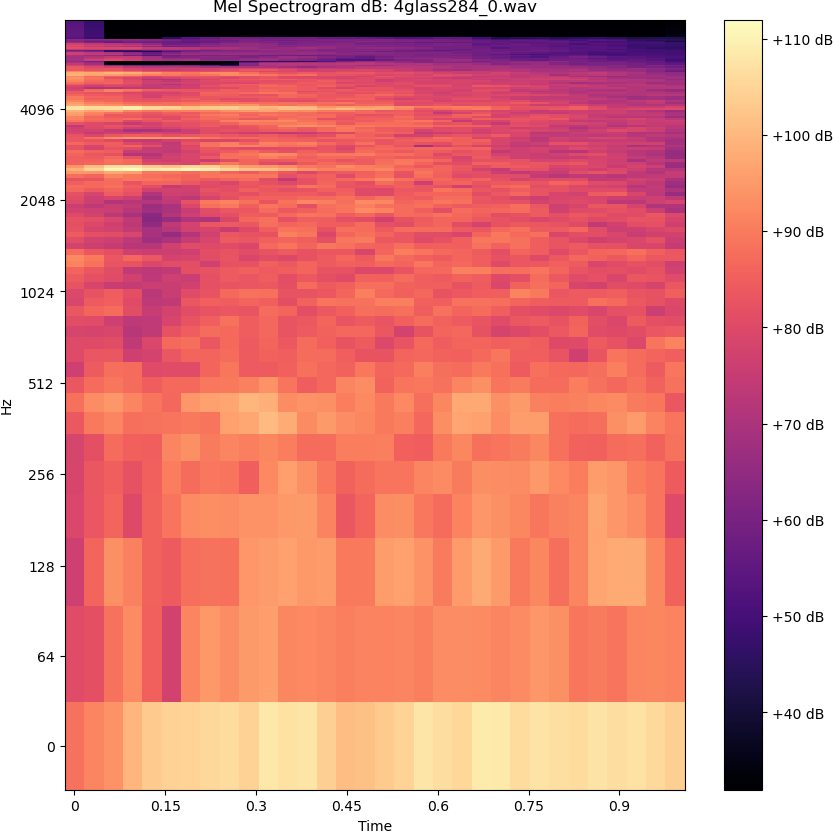 Mel Spectrogram dB: 4glass284_0.wav
4096
2048
1024
512
256
128
64
0
Hz
0 0.15 0.3 0.45 0.6 0.75 0.9
Time
+110 dB
+100 dB
+90 dB
+80 dB
+70 dB
+60 dB
+50 dB
+40 dB